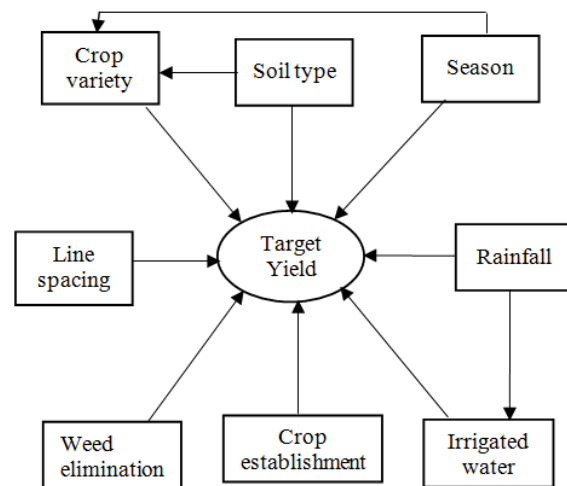 Crop
variety
Soil type
Season
Target
Yield
Line
spacing
Rainfall
Weed
elimination
Crop
establishment
Irrigated
water